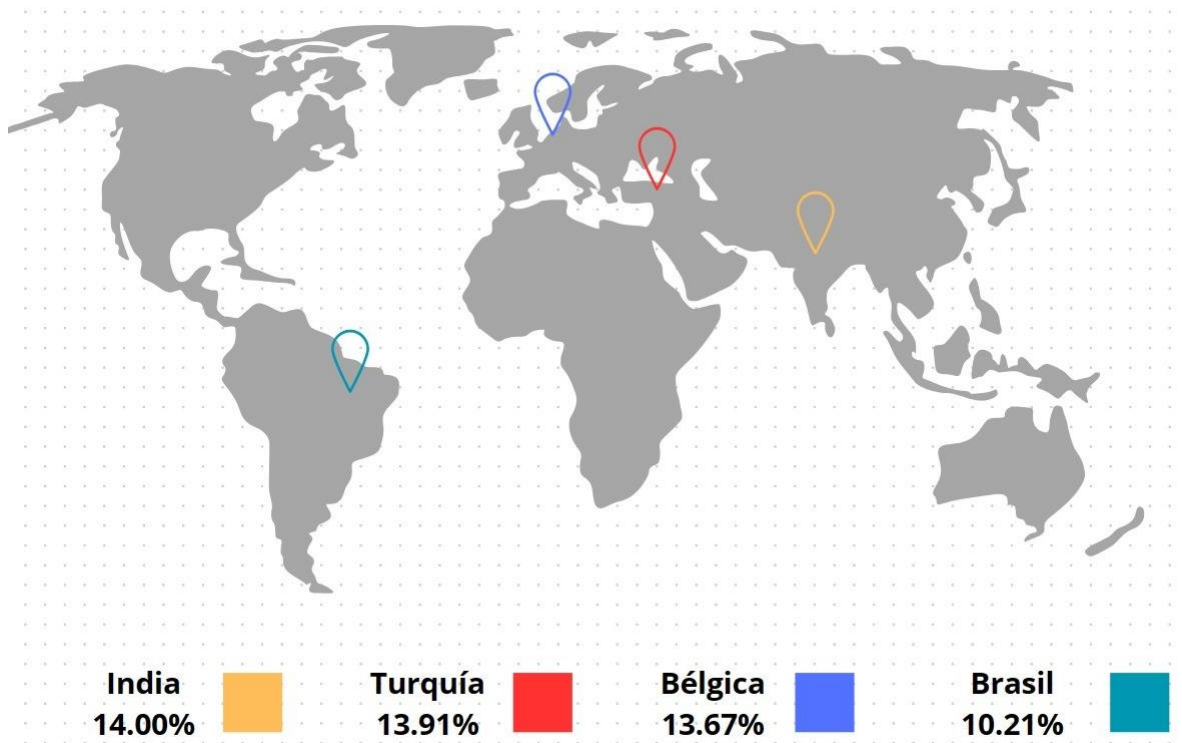 India
14.00%
Turquía
13.91%
Bélgica
13.67%
Brasil
10.21%